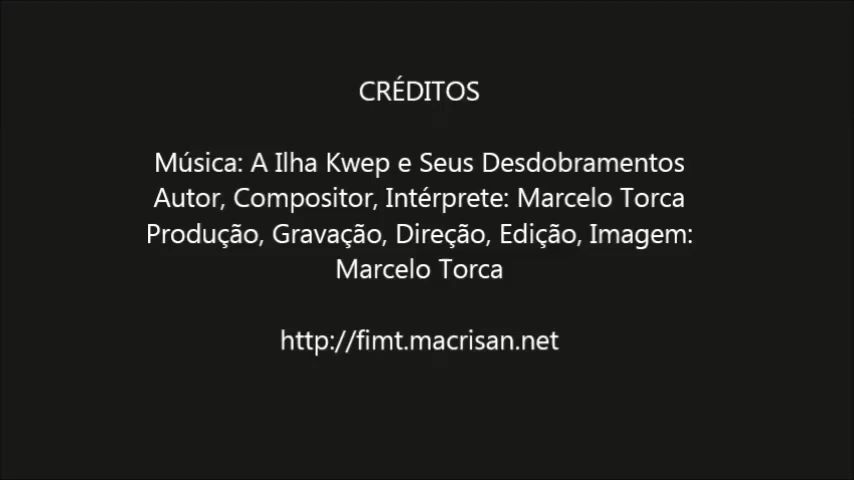 CRÉDITOS
Música: A Ilha Kwep e Seus Desdobramentos
Autor, Compositor, Intérprete: Marcelo Torca
Produção, Gravação, Direção, Edição, Imagem:
Marcelo Torca
http://fimt.macrisan.net